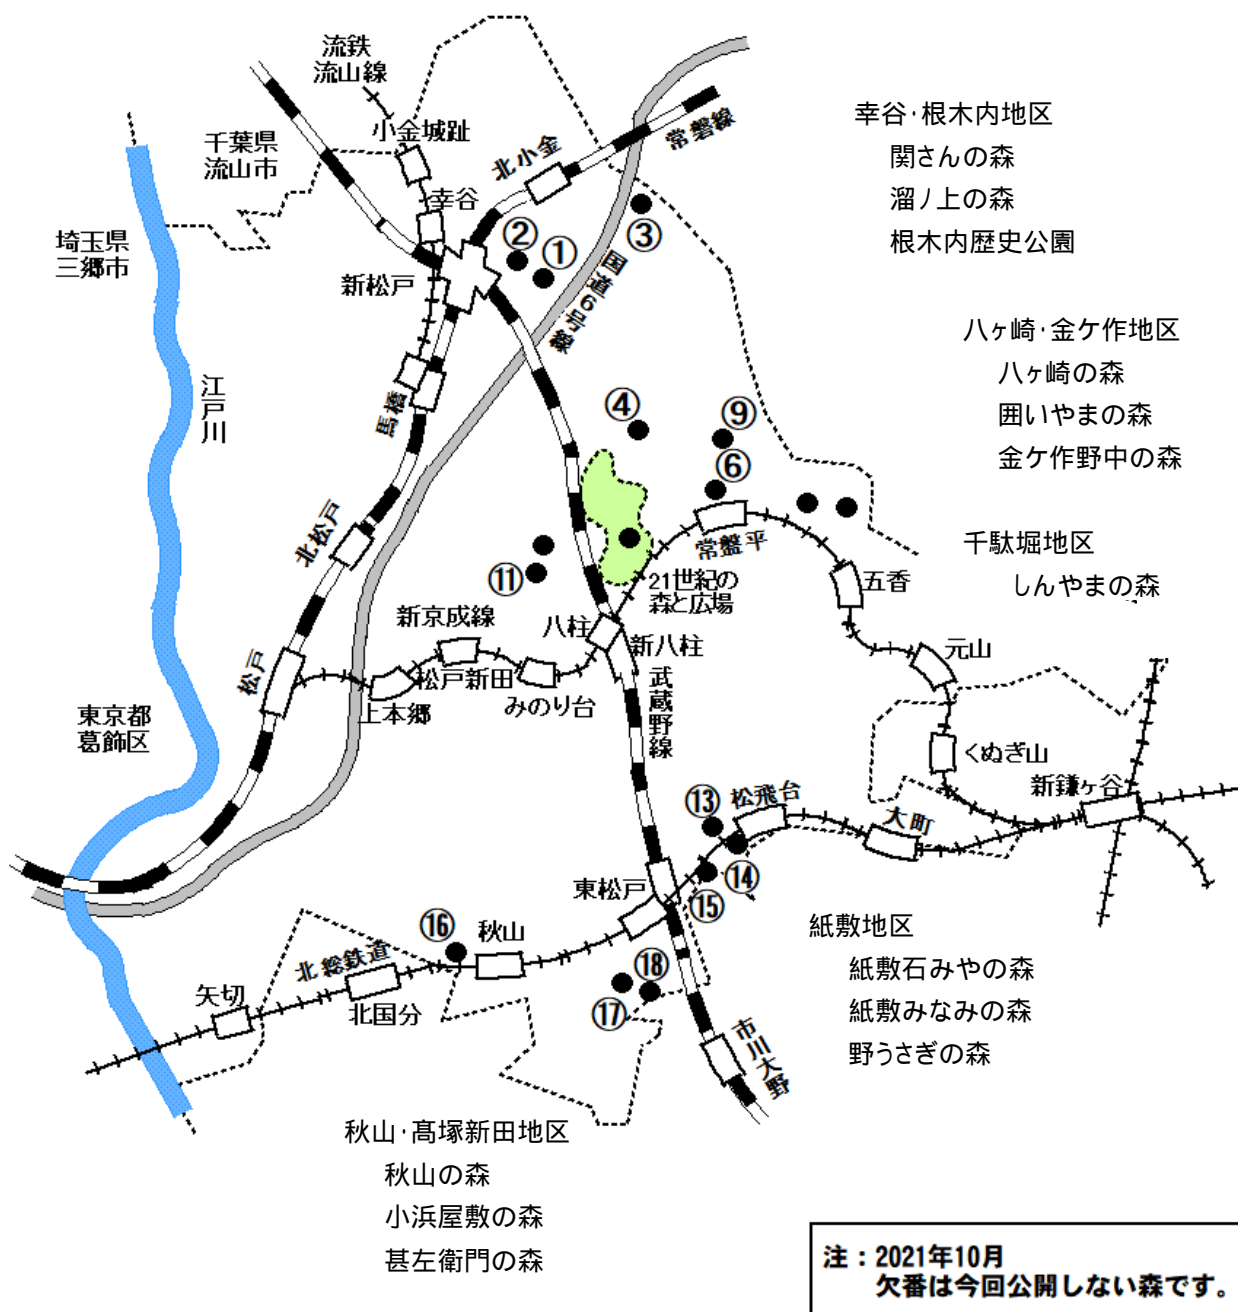 流鉄
流山線
千葉県
流山市
小金城趾
北小金
常磐線
幸谷・根木内地区
関さんの森
溜ノ上の森
根木内歴史公園
幸谷
②
①
③
埼玉県
三郷市
新松戸
国道6号線
八ヶ崎・金ケ作地区
八ヶ崎の森
囲いやまの森
金ケ作野中の森
江戸川
馬橋
④
⑨
⑥
北松戸
常盤平
千駄堀地区
しんやまの森
⑪
21世紀の
森と広場
五香
新京成線
八柱
新八柱
元山
松戸
松戸新田
みのり台
上本郷
武蔵野線
東京都
葛飾区
くぬぎ山
新鎌ヶ谷
⑬
松飛台
大町
⑭
東松戸
⑮
紙敷地区
紙敷石みやの森
紙敷みなみの森
野うさぎの森
⑯
秋山
北総鉄道
⑱
矢切
北国分
⑰
市川大野
秋山・髙塚新田地区
秋山の森
小浜屋敷の森
甚左衛門の森
注：2021年10月
欠番は今回公開しない森です。